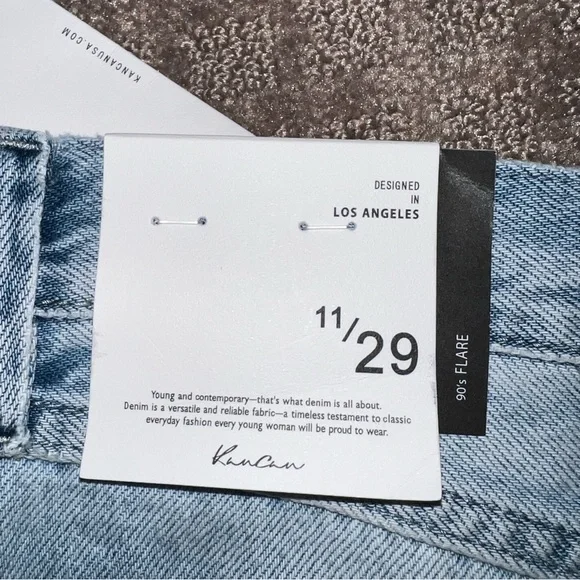 KANCANUSA.COM
DESIGNED
IN
LOS ANGELES
11/29
90's FLARE
Young and contemporary—that's what denim is all about.
Denim is a versatile and reliable fabric—a timeless testament to classic
everyday fashion every young woman will be proud to wear.
KanCan